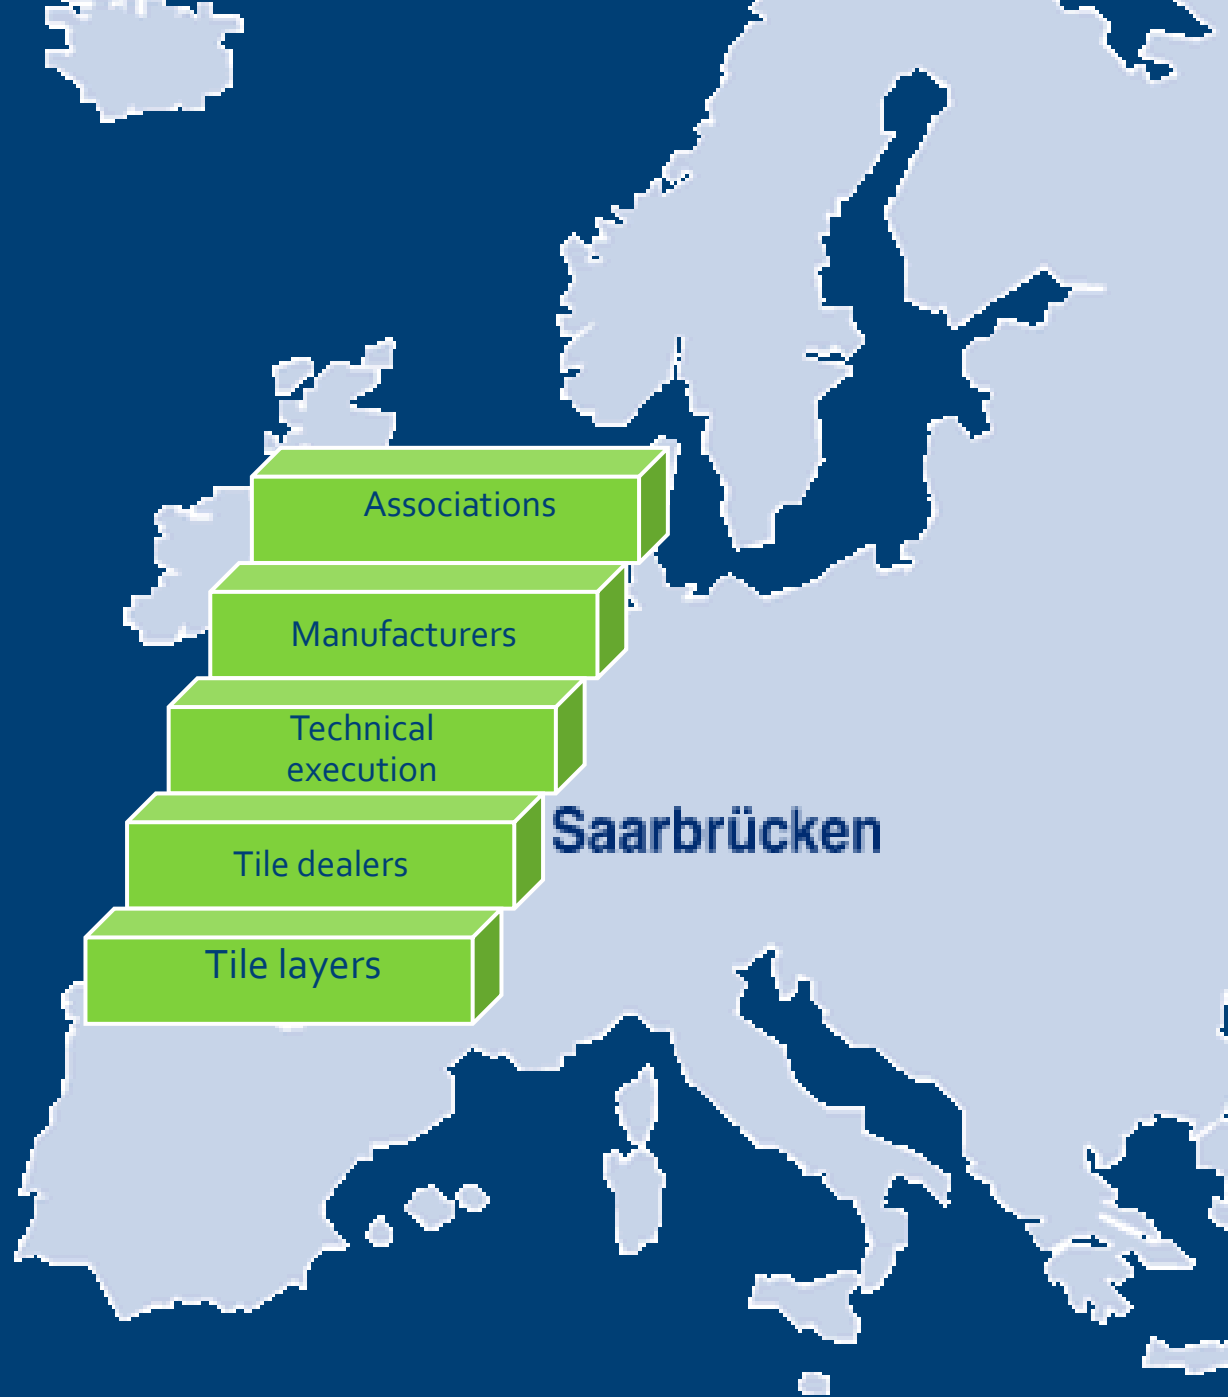 Associations
Manufacturers
Technical
execution
Saarbrücken
Tile dealers
Tile layers